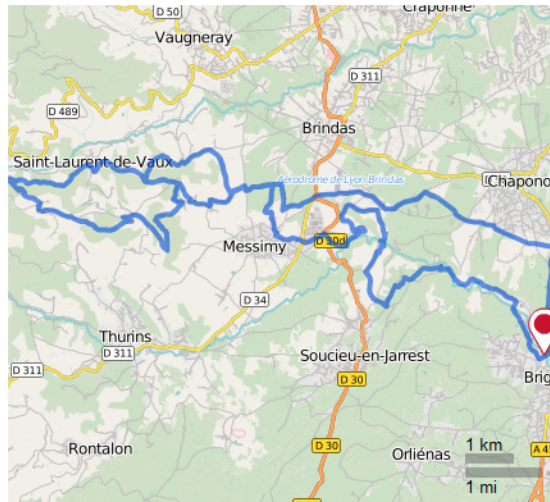 D 50
Craponne
Vaugneray
D 311
D 489
Brindas
Saint-Laurent-de-Vaux
Aérodrome de Lyon Brindas
Chapono
Messimy
D 30d
D 34
Thurins
D 311
Soucieu-en-Jarrest
D 311
D 30
Brig
D 30
A 45
Rontalon
Orliénas
1 km
1 mi